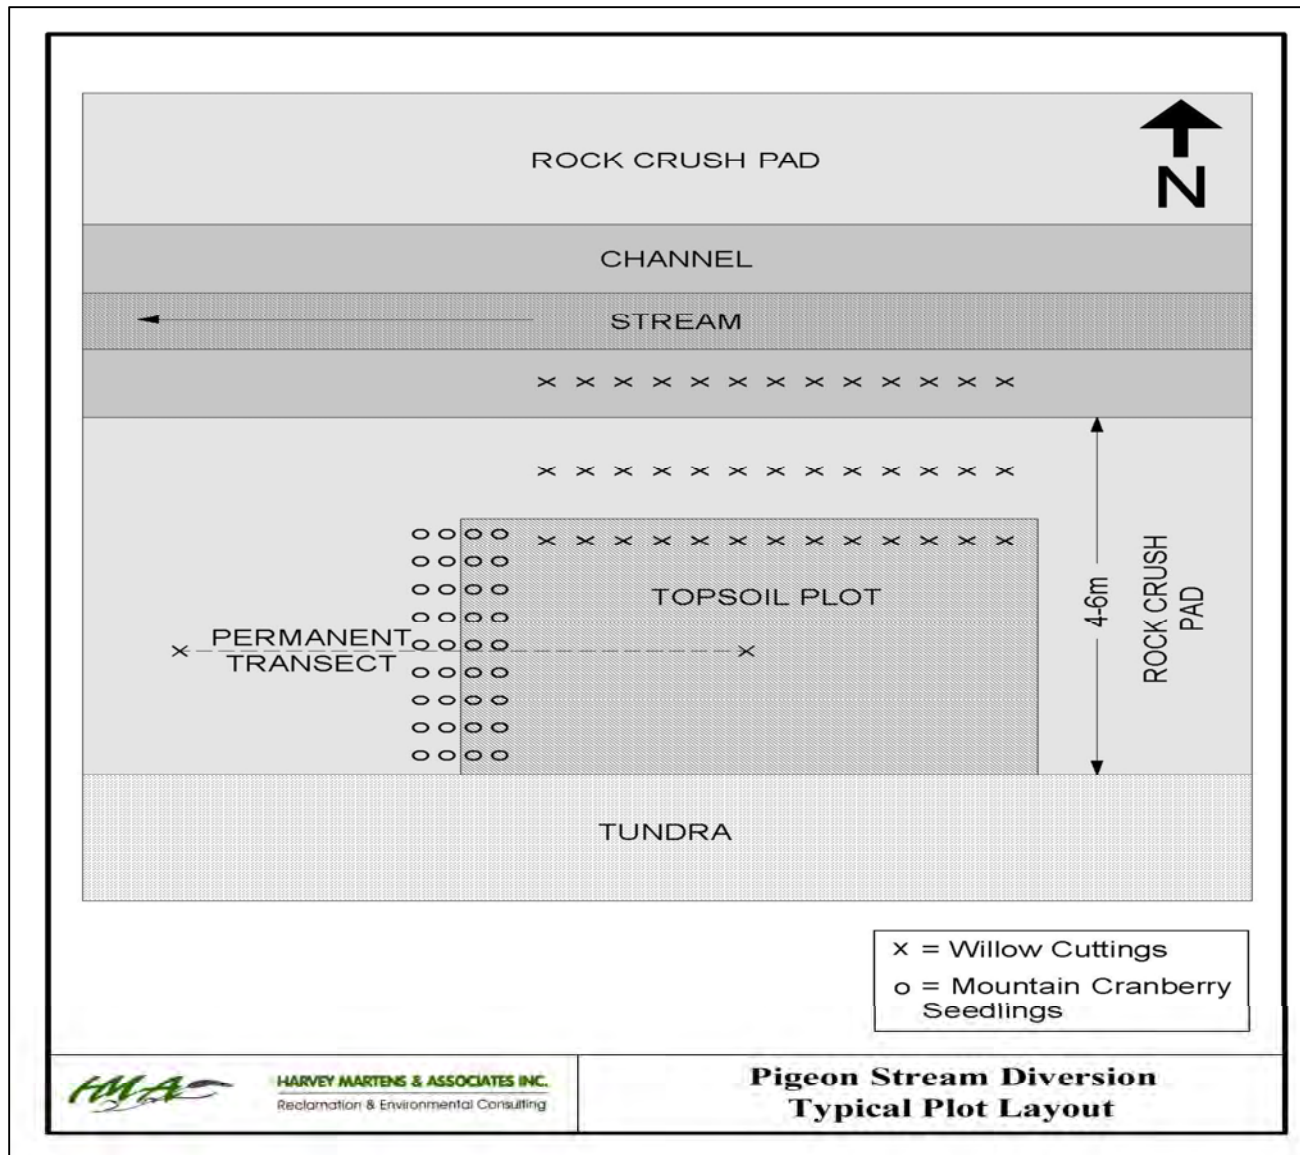 ROCK CRUSH PAD
N
CHANNEL
STREAM
TOPSOIL PLOT
PERMANENT
TRANSECT
4-6m
ROCK CRUSH
PAD
TUNDRA
x = Willow Cuttings
o = Mountain Cranberry
Seedlings
HMA
HARVEY MARTENS & ASSOCIATES INC.
Reclamation & Environmental Consulting
Pigeon Stream Diversion
Typical Plot Layout